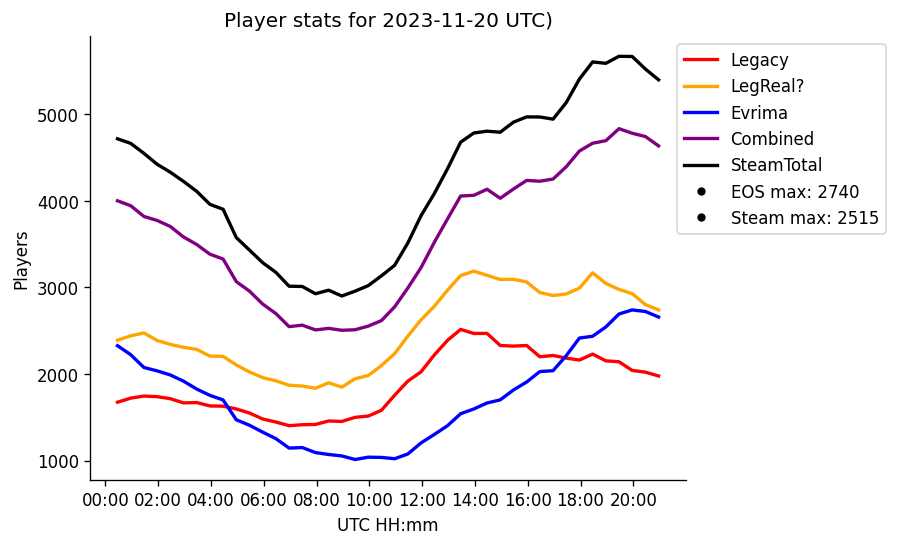 Player stats for 2023-11-20 UTC)
Legacy
LegReal?
Evrima
Combined
SteamTotal
EOS max: 2740
Steam max: 2515
Players
5000
4000
3000
2000
1000
00:00 02:00 04:00 06:00 08:00 10:00 12:00 14:00 16:00 18:00 20:00
UTC HH:mm